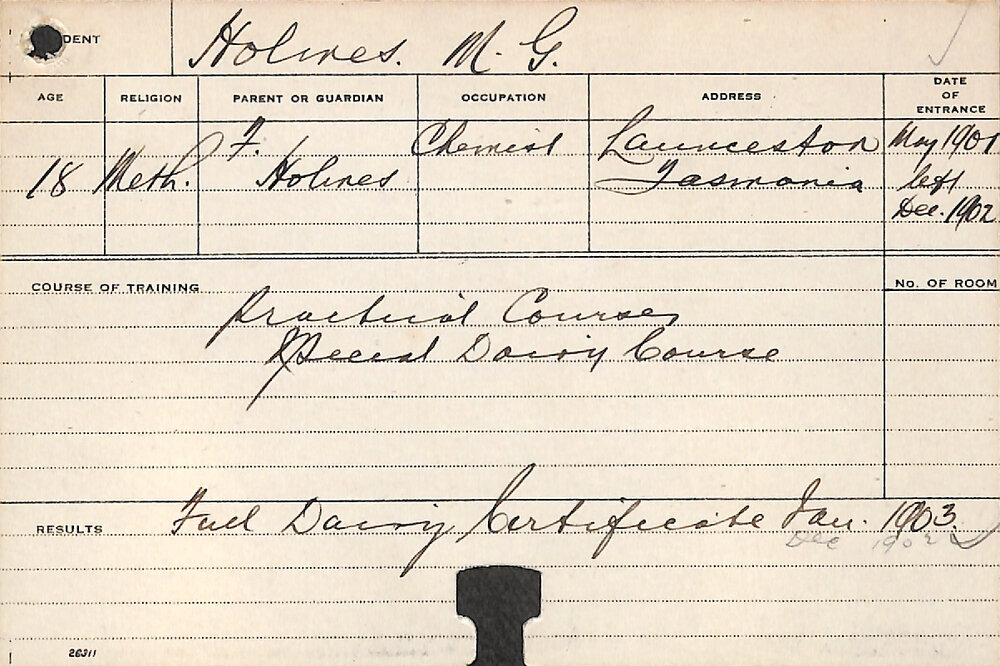 DENT Holmes. M. G.
AGE RELIGION PARENT OR GUARDIAN OCCUPATION ADDRESS DATE OF ENTRANCE
18 Meth. F. Holmes Chemist Launceston Tasmania May 1901
left
Dec. 1902
COURSE OF TRAINING
No. OF ROOM
Practical Course,
Special Dairy Course
RESULTS Full Dairy Certificate Jan. 1903.
Dec 1902
26311